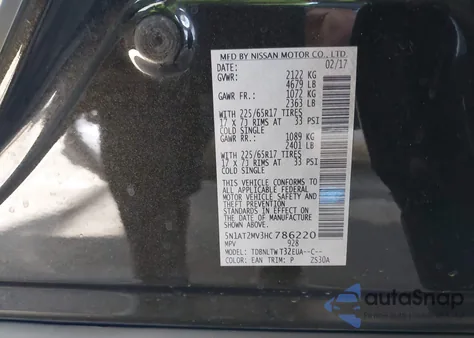 MFD BY NISSAN MOTOR CO., LTD.
DATE: 02/17
GVWR: 2122 KG
4679 LB
GAWR FR.: 1072 KG
2363 LB
WITH 225/65R17 TIRES
17 X 7J RIMS AT 33 PSI
COLD SINGLE
GAWR RR.: 1089 KG
2401 LB
WITH 225/65R17 TIRES
17 X 7J RIMS AT 33 PSI
COLD SINGLE
THIS VEHICLE CONFORMS TO
ALL APPLICABLE FEDERAL
MOTOR VEHICLE SAFETY AND
THEFT PREVENTION
STANDARDS IN EFFECT ON
THE DATE OF MANUFACTURE
SHOWN ABOVE.
5N1AT2MV3HC786220
MPV 928
MODEL: TDBNLTW T32EUA--C--
COLOR: EAN TRIM: P ZS30A
autoSnap